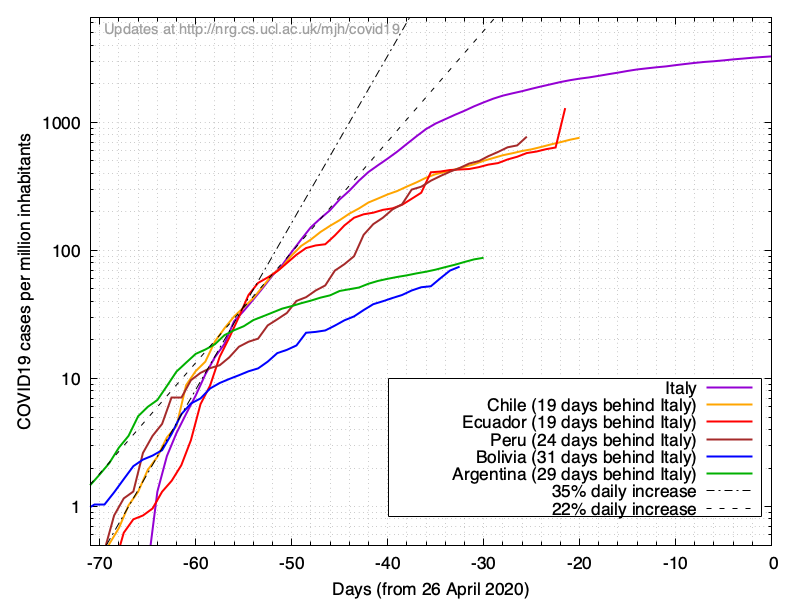 Updates at http://nrg.cs.ucl.ac.uk/mjh/covid19
COVID19 cases per million inhabitants
1000
100
10
1
Italy
Chile (19 days behind Italy)
Ecuador (19 days behind Italy)
Peru (24 days behind Italy)
Bolivia (31 days behind Italy)
Argentina (29 days behind Italy)
35% daily increase
22% daily increase
-70 -60 -50 -40 -30 -20 -10 0
Days (from 26 April 2020)